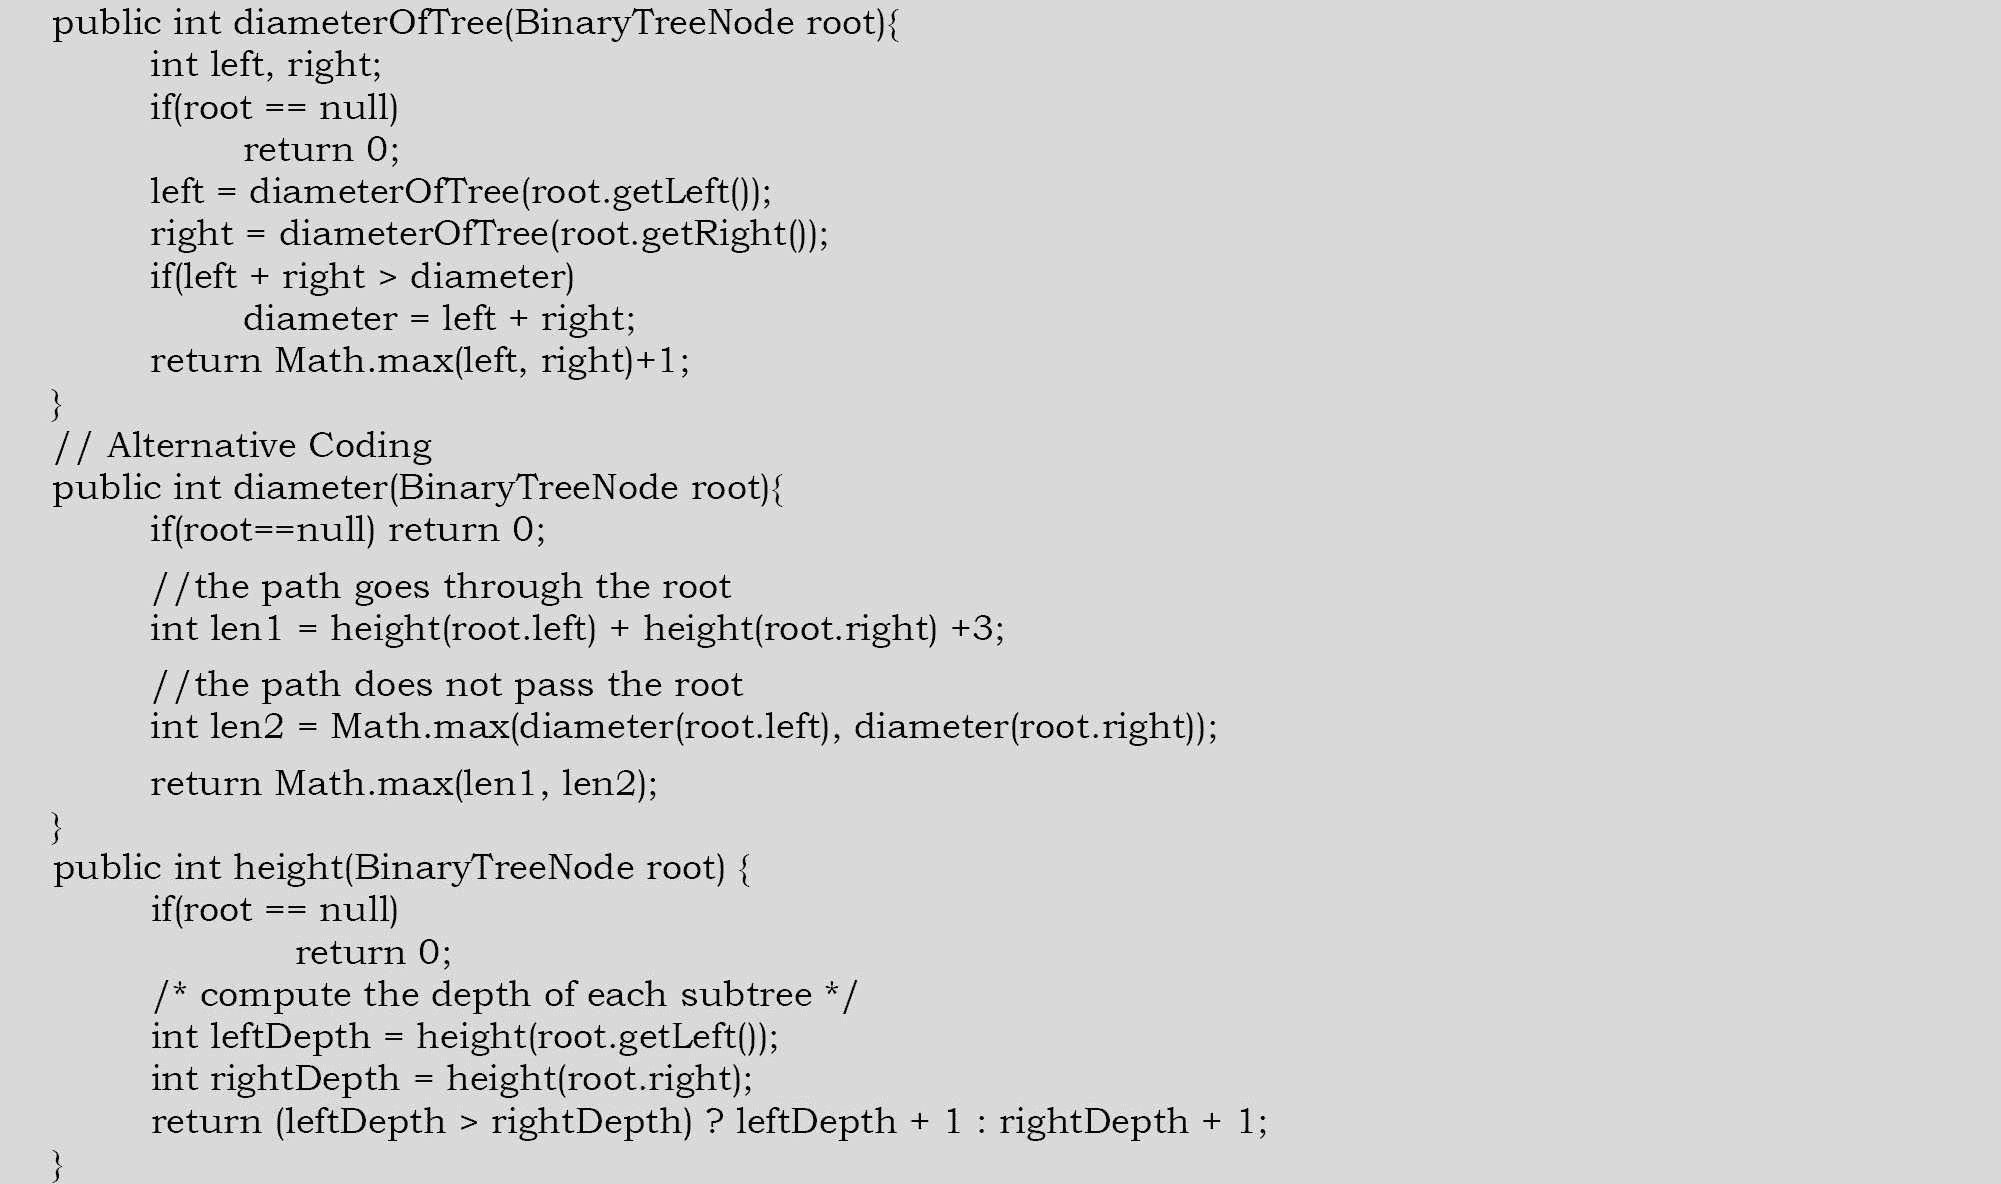 public int diameterOfTree(BinaryTreeNode root){
int left, right;
if(root == null)
return 0;
left = diameterOfTree(root.getLeft());
right = diameterOfTree(root.getRight());
if(left + right > diameter)
diameter = left + right;
return Math.max(left, right)+1;
}
// Alternative Coding
public int diameter(BinaryTreeNode root){
if(root==null) return 0;
//the path goes through the root
int len1 = height(root.left) + height(root.right) +3;
//the path does not pass the root
int len2 = Math.max(diameter(root.left), diameter(root.right));
return Math.max(len1, len2);
}
public int height(BinaryTreeNode root) {
if(root == null)
return 0;
/* compute the depth of each subtree */
int leftDepth = height(root.getLeft());
int rightDepth = height(root.right);
return (leftDepth > rightDepth) ? leftDepth + 1 : rightDepth + 1;
}